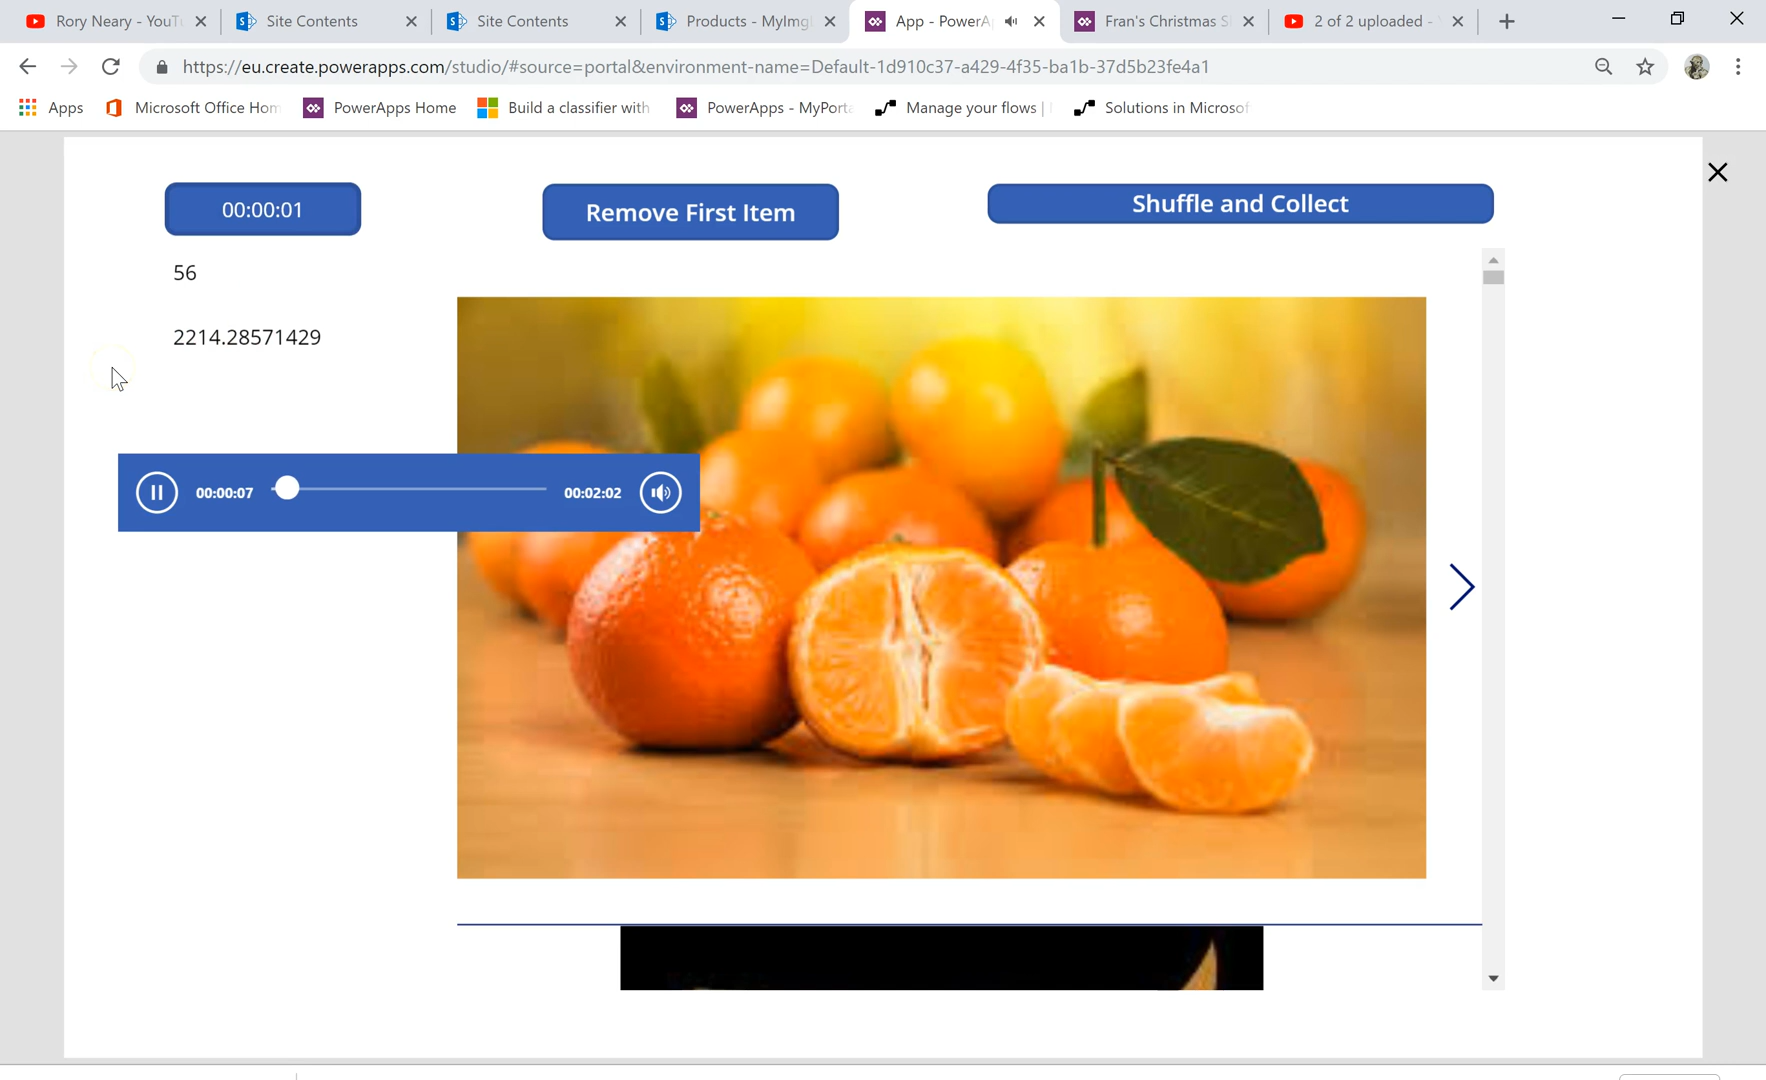 Rory Neary - YouT
Site Contents
Site Contents
Products - MyImg
App - PowerA
Fran's Christmas S
2 of 2 uploaded -
https://eu.create.powerapps.com/studio/#source=portal&environment-name=Default-1d910c37-a429-4f35-ba1b-37d5b23fe4a1
Apps
Microsoft Office Hom
PowerApps Home
Build a classifier with
PowerApps - MyPorta
Manage your flows |
Solutions in Microsof
00:00:01
Remove First Item
Shuffle and Collect
56
2214.28571429
00:00:07
00:02:02